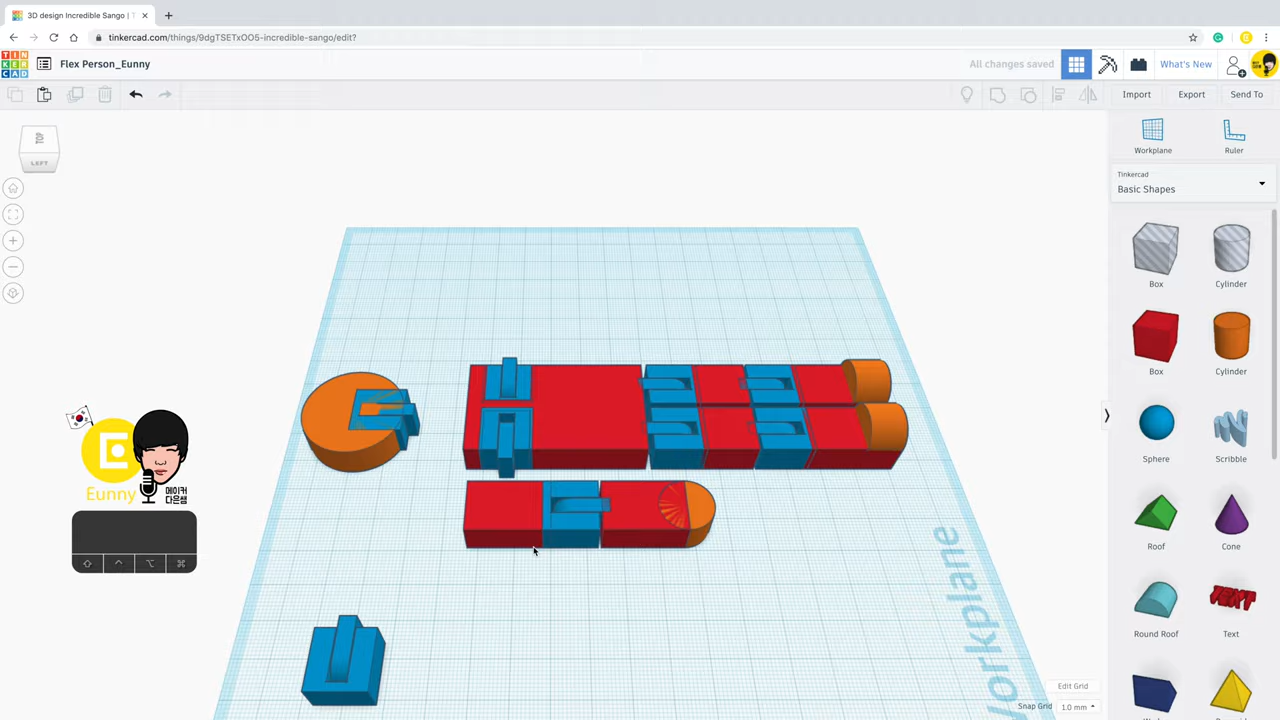 3D design Incredible Sango | T
tinkercad.com/things/9dgTSETxOO5-incredible-sango/edit?
TIN
KER
CAD
Flex Person_Eunny
All changes saved
What's New
Import
Export
Send To
LEFT
Workplane
Ruler
Tinkercad
Basic Shapes
Box
Cylinder
Box
Cylinder
Sphere
Scribble
Roof
Cone
TEXT
Round Roof
Text
E
Eunny
메이커
다은쌤
Workplane
Edit Grid
Snap Grid
1.0 mm